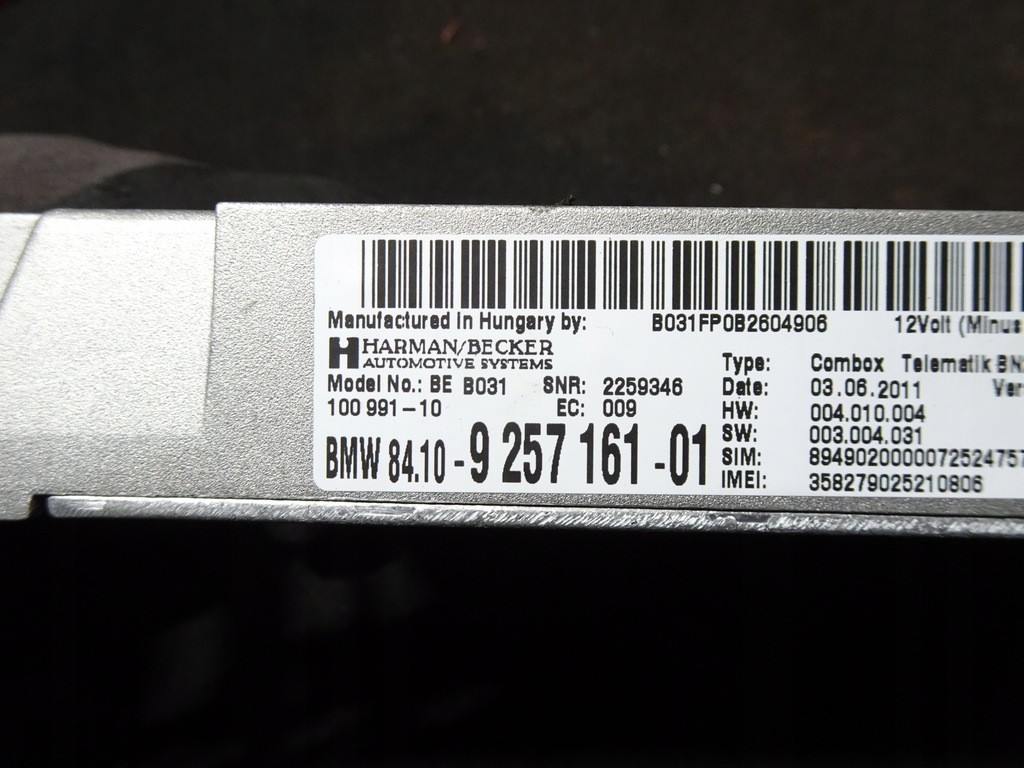 Manufactured in Hungary by: B031FP0B2604906 12Volt (Minus
HARMAN/BECKER
AUTOMOTIVE SYSTEMS
Model No.: BE B031 SNR: 2259346
100 991-10 EC: 009
BMW 84.10 - 9 257 161 - 01
Type: Combox Telematik
Date: 03.06.2011
HW: 004.010.004
SW: 003.004.031
SIM: 8949020000072524757
IMEI: 358279025210806